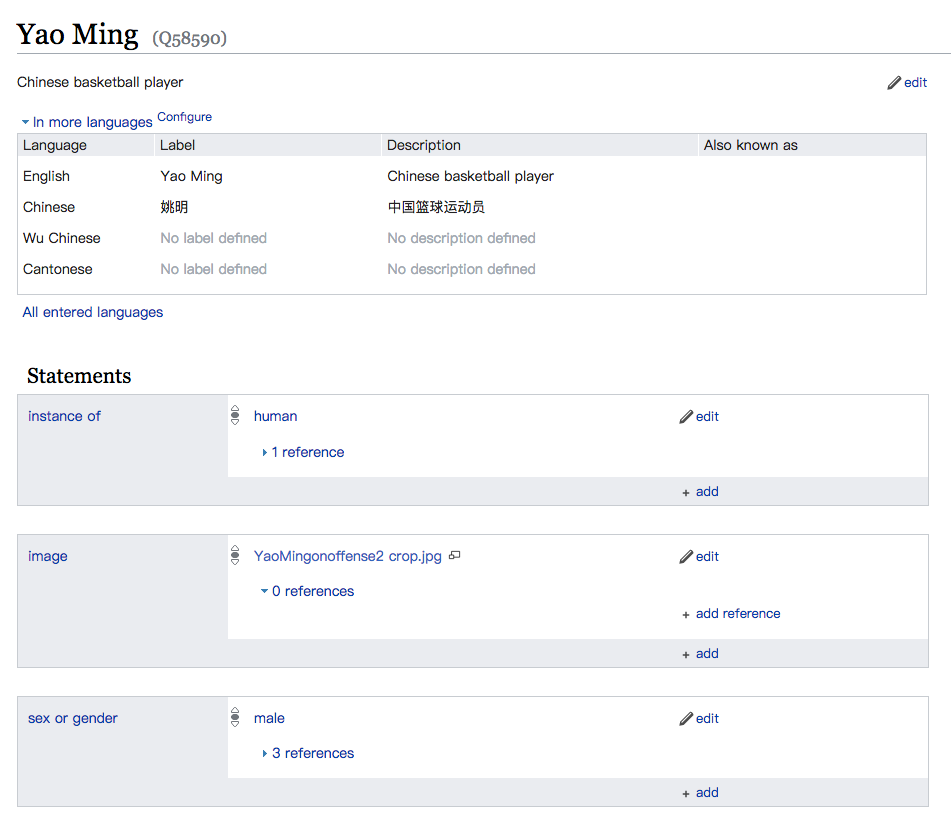 Yao Ming (Q58590)
Chinese basketball player
edit
In more languages Configure
Language Label Description Also known as
English Yao Ming Chinese basketball player
Chinese 姚明 中国篮球运动员
Wu Chinese No label defined No description defined
Cantonese No label defined No description defined
All entered languages
Statements
instance of human edit
1 reference
+ add
image YaoMingonoffense2 crop.jpg edit
0 references
+ add reference
+ add
sex or gender male edit
3 references
+ add